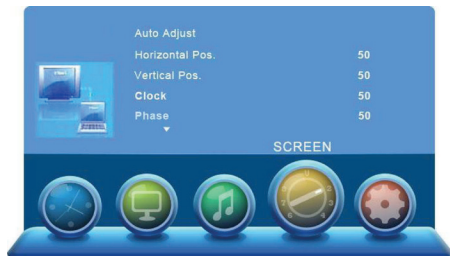 Auto Adjust
Horizontal Pos. 50
Vertical Pos. 50
Clock 50
Phase 50
SCREEN